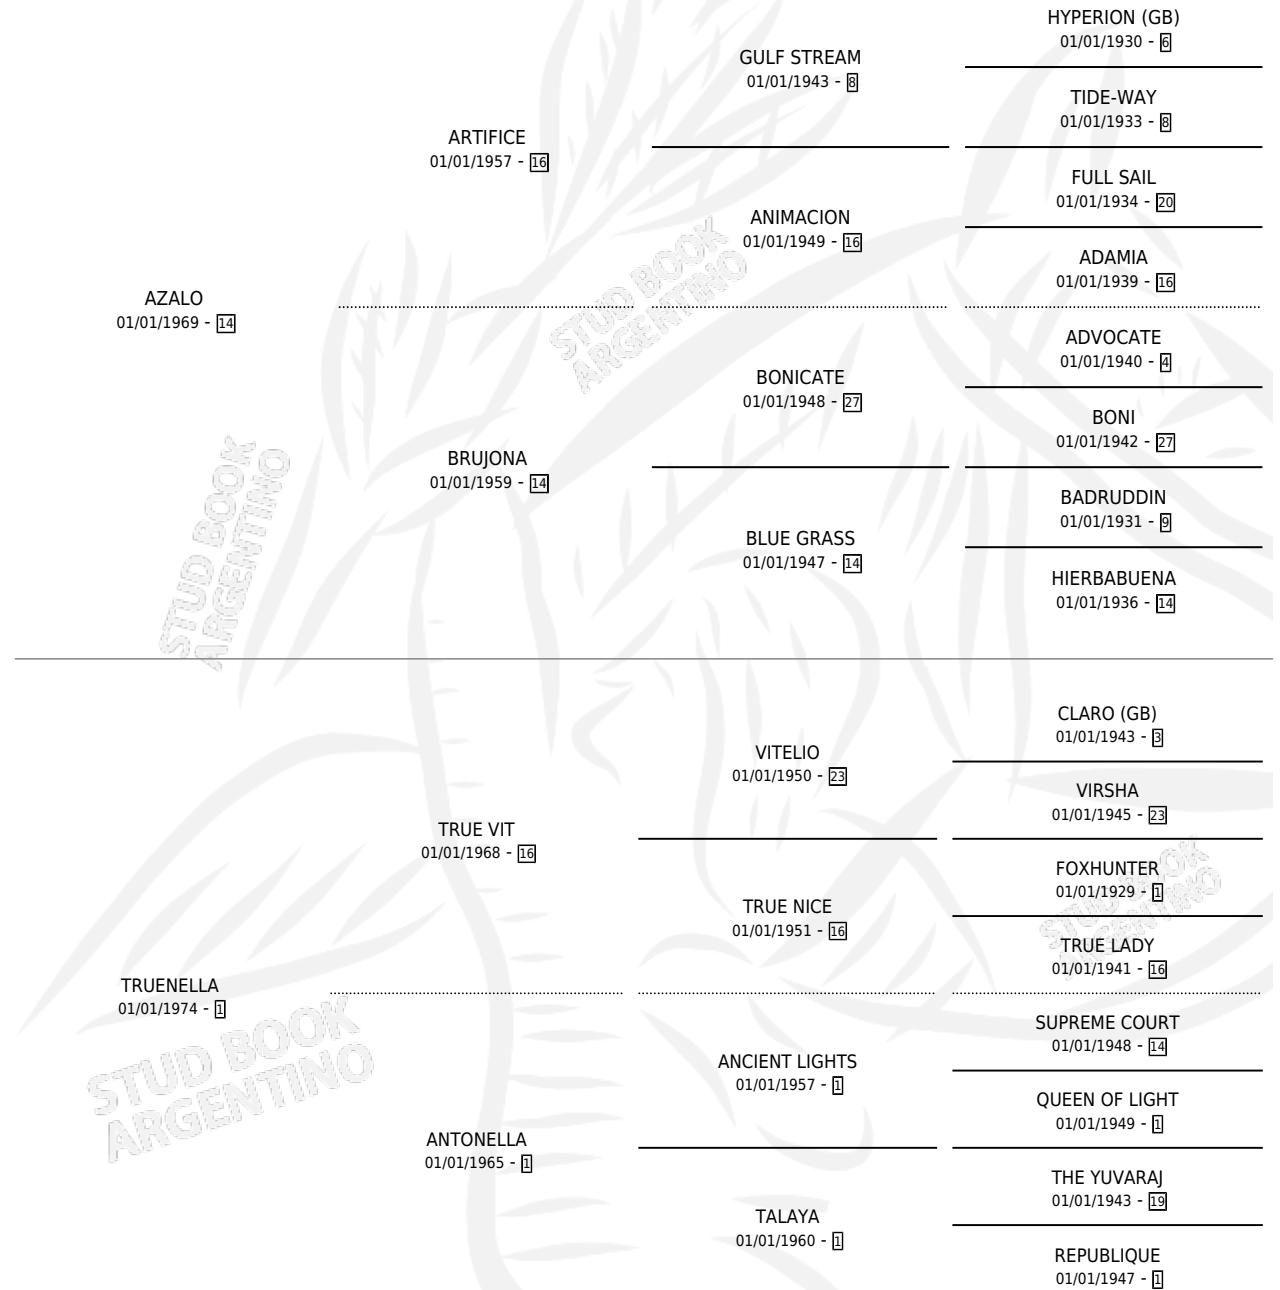 HYPERION (GB)
01/01/1930 - 6
GULF STREAM
01/01/1943 - 8
TIDE-WAY
01/01/1933 - 8
ARTIFICE
01/01/1957 - 16
FULL SAIL
01/01/1934 - 20
ANIMACION
01/01/1949 - 16
ADAMIA
01/01/1939 - 16
AZALO
01/01/1969 - 14
STUD BOOK
ARGENTINO
ADVOCATE
01/01/1940 - 4
BONICATE
01/01/1948 - 27
BONI
01/01/1942 - 27
BRUJONA
01/01/1959 - 14
BADRUDDIN
01/01/1931 - 9
BLUE GRASS
01/01/1947 - 14
HIERBABUENA
01/01/1936 - 14
STUD BOOK
ARGENTINO
CLARO (GB)
01/01/1943 - 3
VITELIO
01/01/1950 - 23
VIRSHA
01/01/1945 - 23
TRUE VIT
01/01/1968 - 16
FOXHUNTER
01/01/1929 - 1
TRUE NICE
01/01/1951 - 16
TRUE LADY
01/01/1941 - 16
STUD BOOK
ARGENTINO
TRUENELLA
01/01/1974 - 1
SUPREME COURT
01/01/1948 - 14
ANCIENT LIGHTS
01/01/1957 - 1
QUEEN OF LIGHT
01/01/1949 - 1
STUD BOOK
ARGENTINO
ANTONELLA
01/01/1965 - 1
THE YUVARAJ
01/01/1943 - 19
TALAYA
01/01/1960 - 1
REPUBLIQUE
01/01/1947 - 1